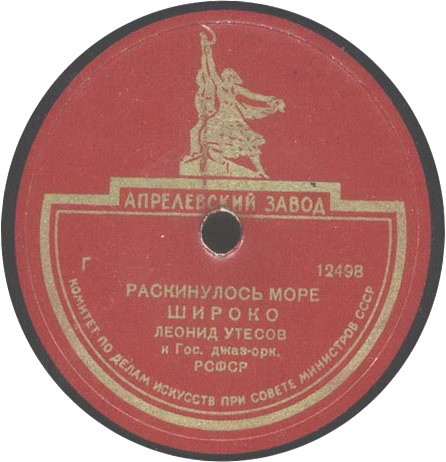 АПРЕЛЕВСКИЙ ЗАВОД
Г
12498
РАСКИНУЛОСЬ МОРЕ
ШИРОКО
ЛЕОНИД УТЕСОВ
и Гос. джаз-орк.
РСФСР
КОМИТЕТ ПО ДЕЛАМ ИСКУССТВ ПРИ СОВЕТЕ МИНИСТРОВ СССР